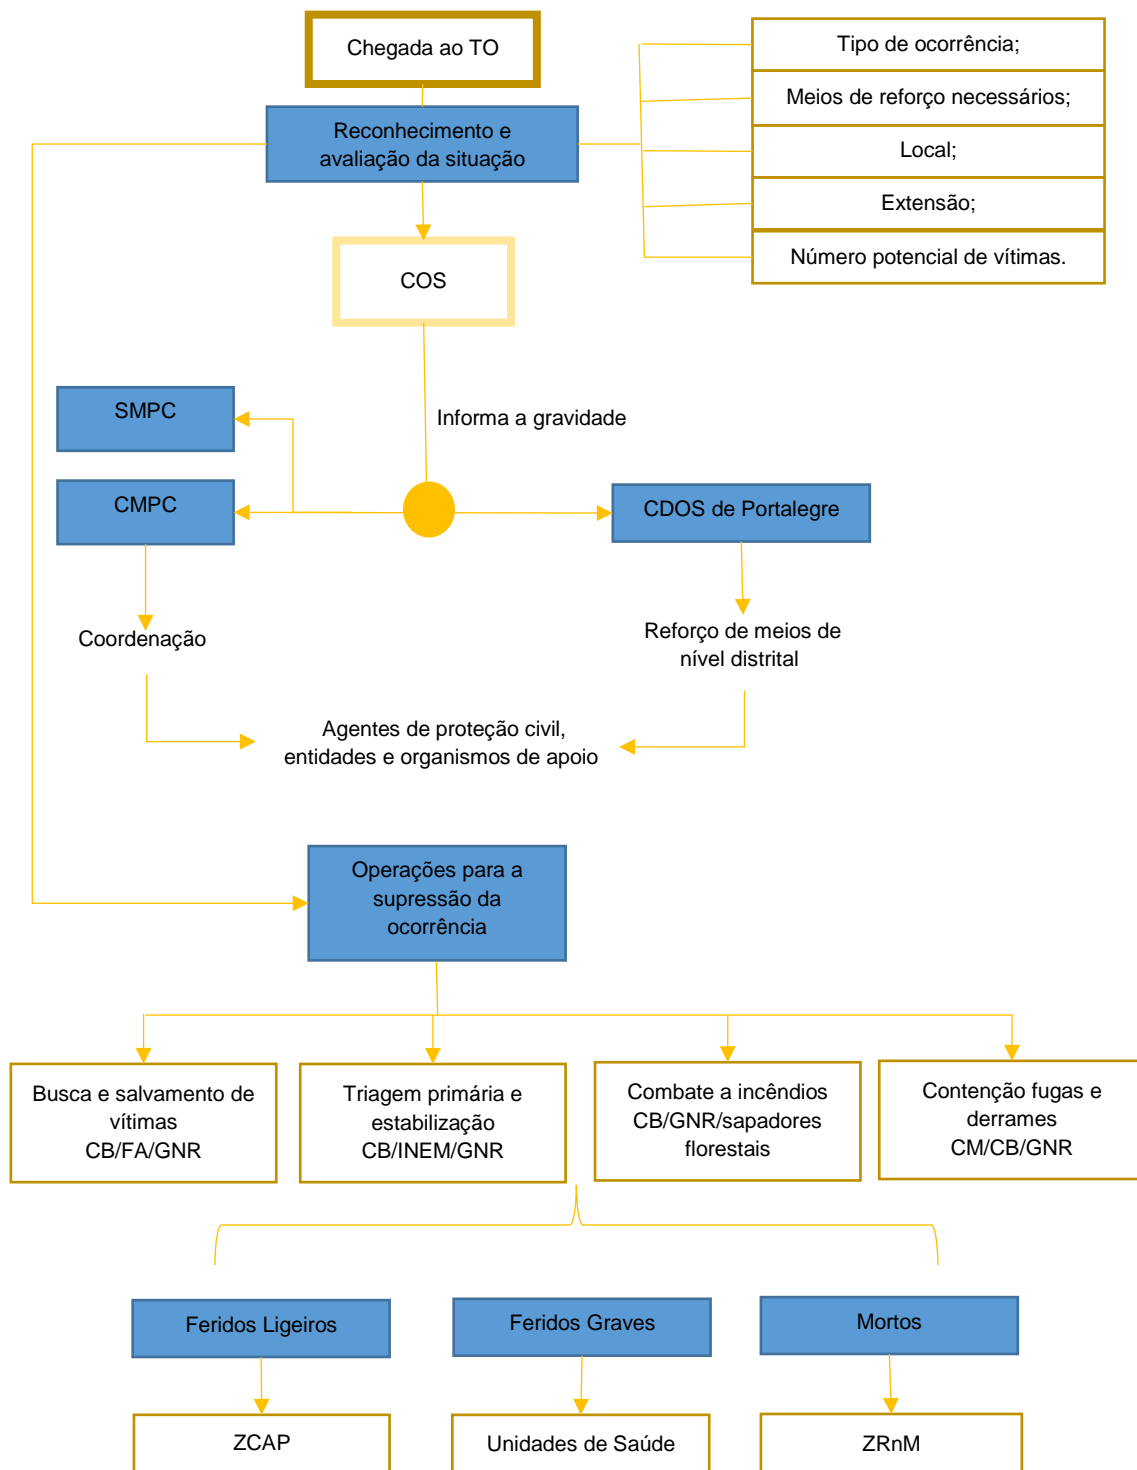 Chegada ao TO
Tipo de ocorrência;
Meios de reforço necessários;
Local;
Extensão;
Número potencial de vítimas.
Reconhecimento e
avaliação da situação
COS
Informa a gravidade
SMPC
CMPC
CDOS de Portalegre
Coordenação
Reforço de meios de
nível distrital
Agentes de proteção civil,
entidades e organismos de apoio
Operações para a
supressão da
ocorrência
Busca e salvamento de
vítimas
CB/FA/GNR
Triagem primária e
estabilização
CB/INEM/GNR
Combate a incêndios
CB/GNR/sapadores
florestais
Contenção fugas e
derrames
CM/CB/GNR
Feridos Ligeiros
Feridos Graves
Mortos
ZCAP
Unidades de Saúde
ZRnM